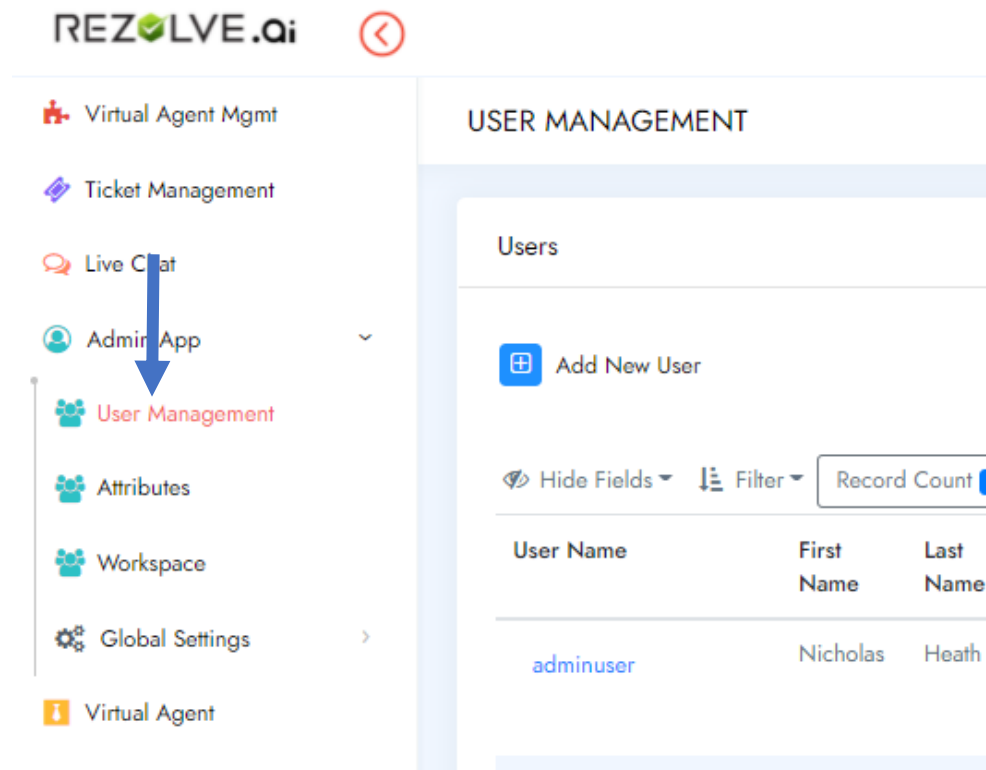 REZOLVE.ai
Virtual Agent Mgmt
Ticket Management
Live Chat
Admin App
User Management
Attributes
Workspace
Global Settings
Virtual Agent
USER MANAGEMENT
Users
Add New User
Hide Fields Filter Record Count
User Name First Name Last Name
adminuser Nicholas Heath